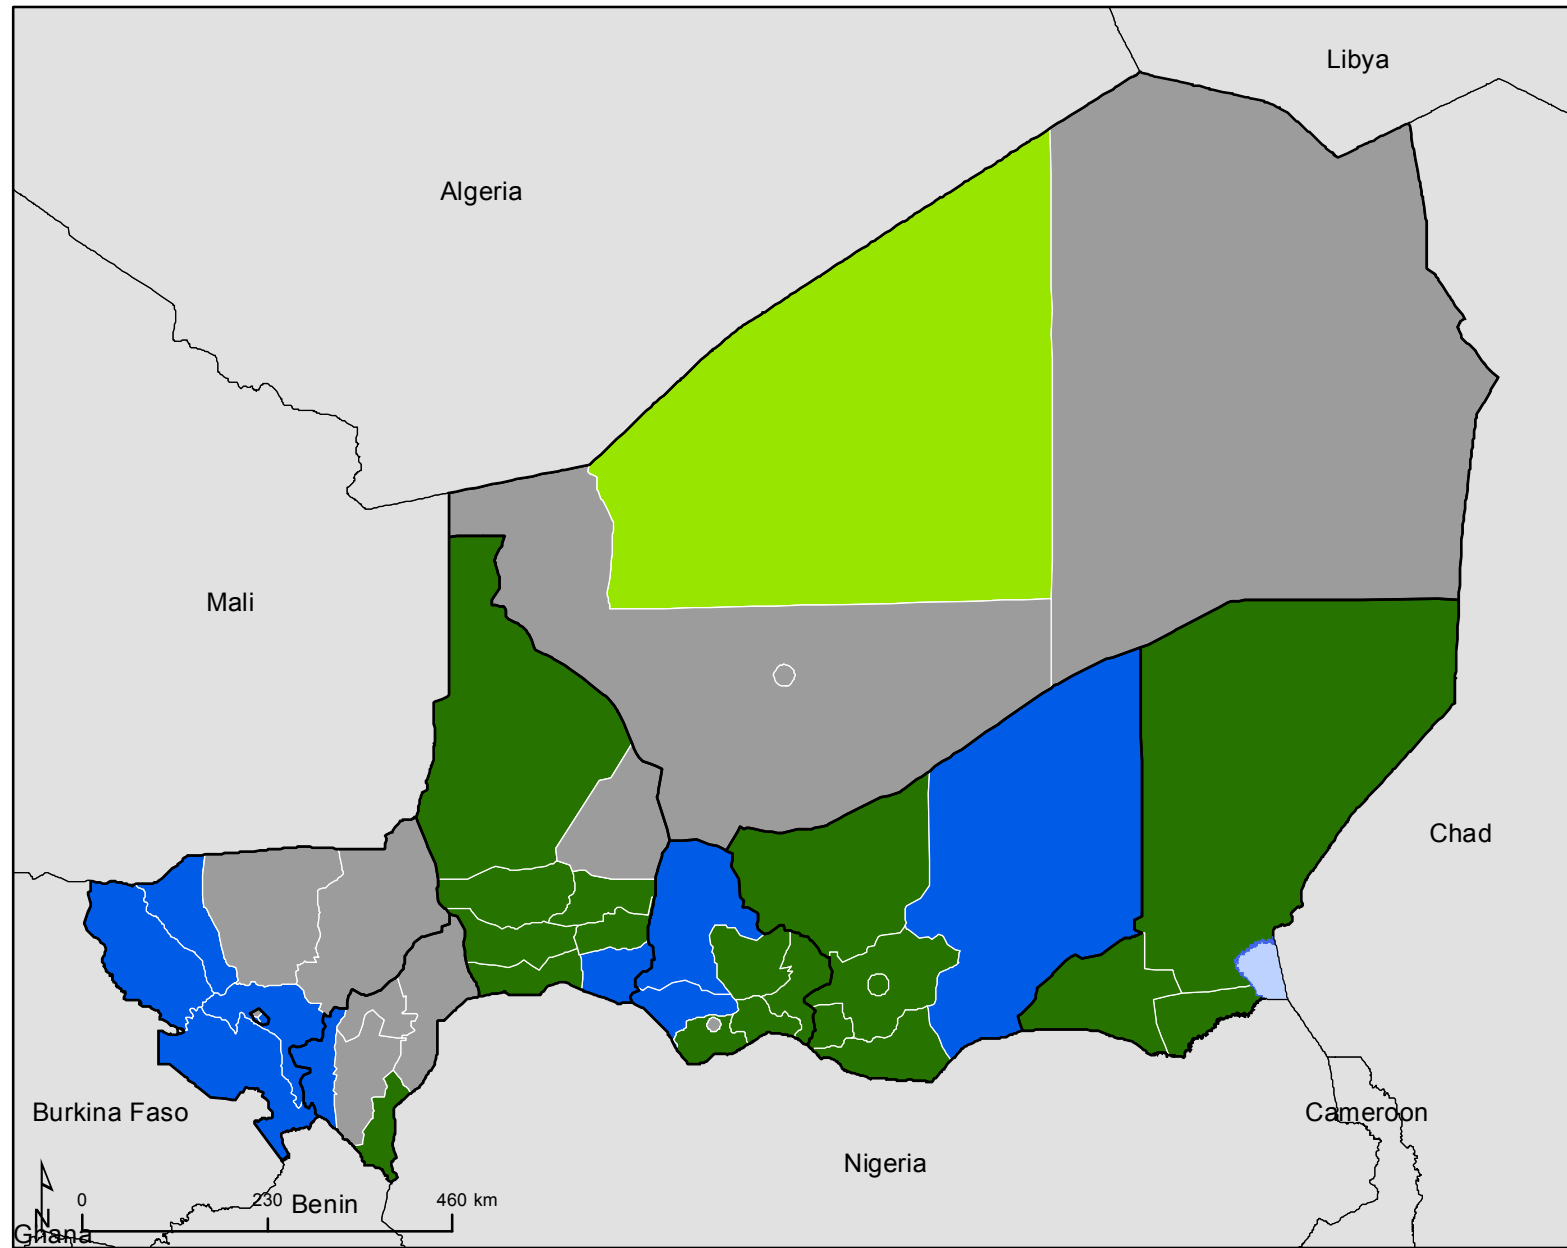 Libya
Algeria
Mali
Chad
Burkina Faso
Cameroon
Nigeria
Benin
0 230 460 km
N
Ghana